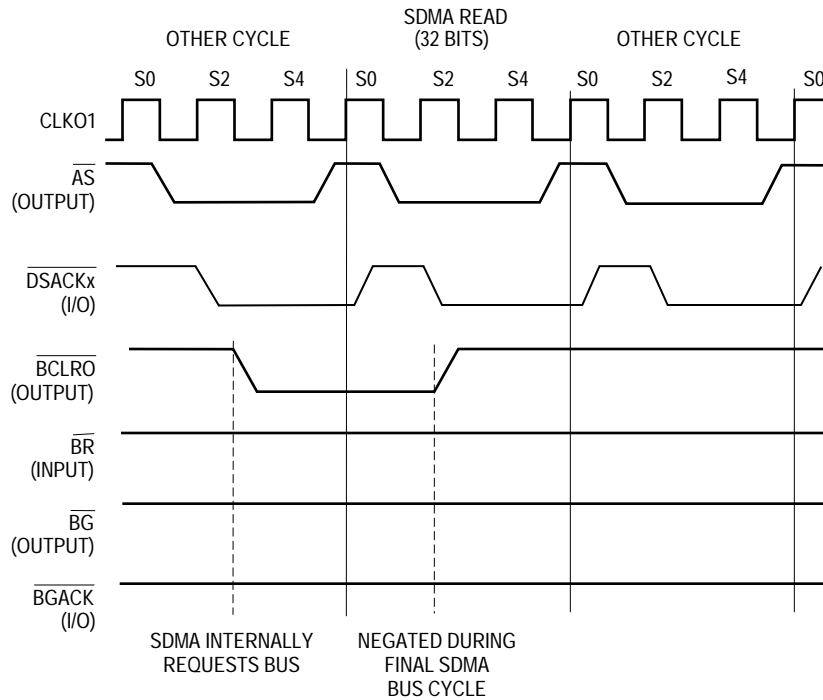 SDMA READ
(32 BITS)
OTHER CYCLE
OTHER CYCLE
S0 S2 S4 S0 S2 S4 S0 S2 S4 S0
CLKO1
AS
(OUTPUT)
DSACKx
(I/O)
BCLRO
(OUTPUT)
BR
(INPUT)
BG
(OUTPUT)
BGACK
(I/O)
SDMA INTERNALLY
REQUESTS BUS
NEGATED DURING
FINAL SDMA
BUS CYCLE